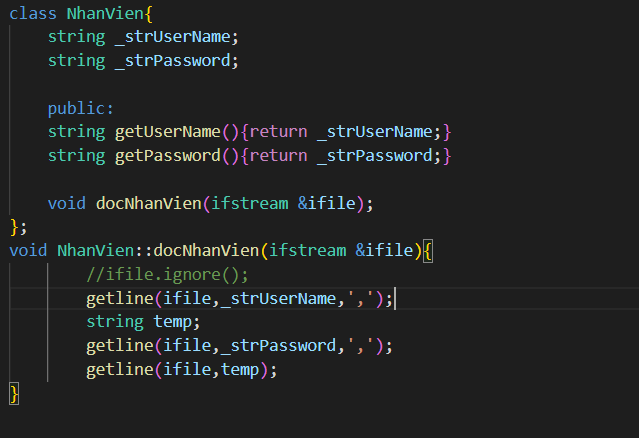 class NhanVien{
string _strUserName;
string _strPassword;
public:
string getUserName(){return _strUserName;}
string getPassword(){return _strPassword;}
void docNhanVien(ifstream &ifile);
};
void NhanVien::docNhanVien(ifstream &ifile){
//ifile.ignore();
getline(ifile,_strUserName,',');
string temp;
getline(ifile,_strPassword,',');
getline(ifile,temp);
}